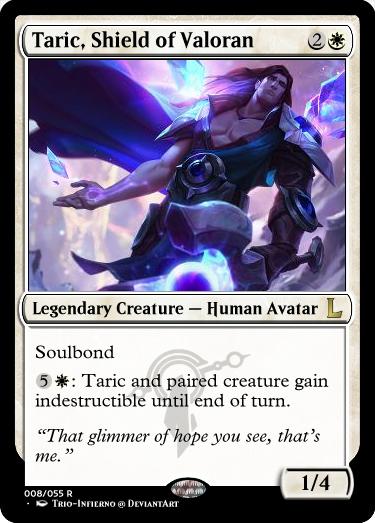 Taric, Shield of Valoran 2
Legendary Creature — Human Avatar L
Soulbond
5 : Taric and paired creature gain
indestructible until end of turn.
“That glimmer of hope you see, that's
me.”
1/4
008/055 R
· Trio-Infierno @ DeviantArt